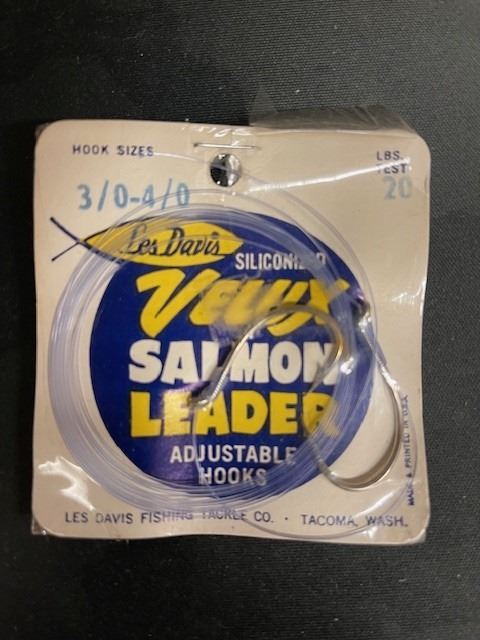 HOOK SIZES
3/0-4/0
LBS.
TEST
20
Les Davis
SILICONIZED
VELUX
SALMON
LEADER
ADJUSTABLE
HOOKS
MADE & PRINTED IN U.S.A.
LES DAVIS FISHING TACKLE CO. · TACOMA, WASH.